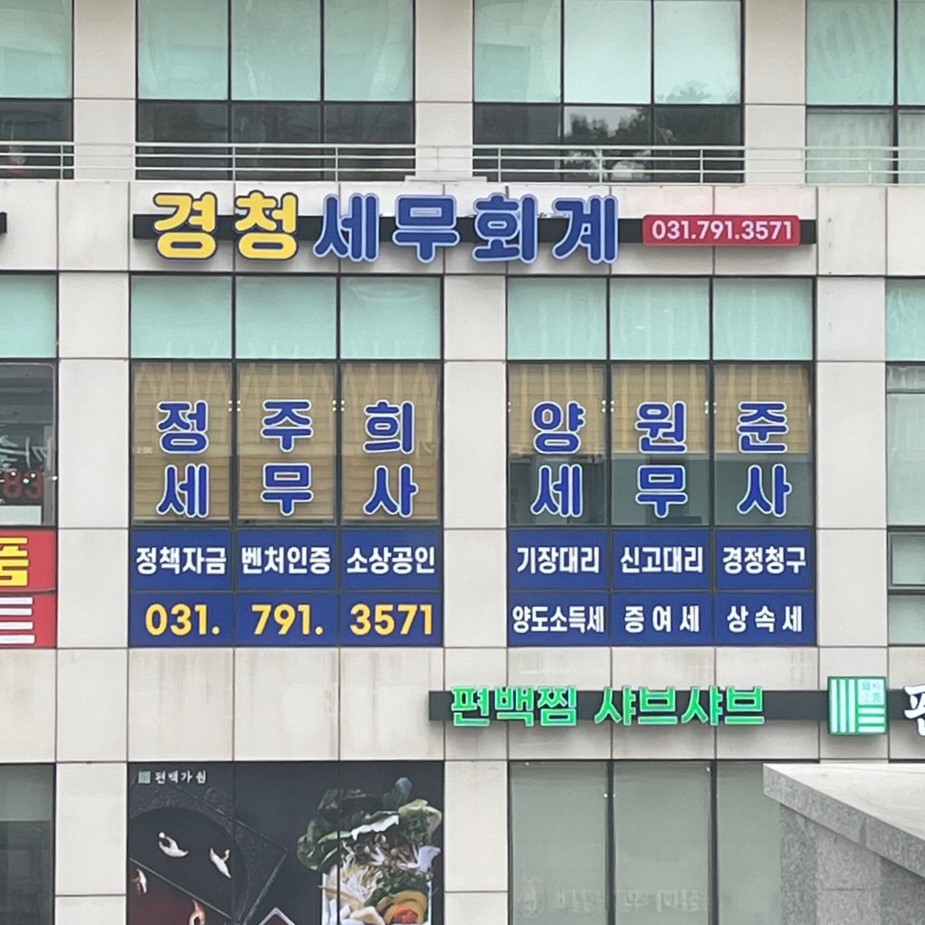 경청세무회계 031.791.3571
정주희
세무사
정책자금 벤처인증 소상공인
031. 791. 3571
양원준
세무사
기장대리 신고대리 경정청구
양도소득세 증여세 상속세
편백찜 샤브샤브
편백가원